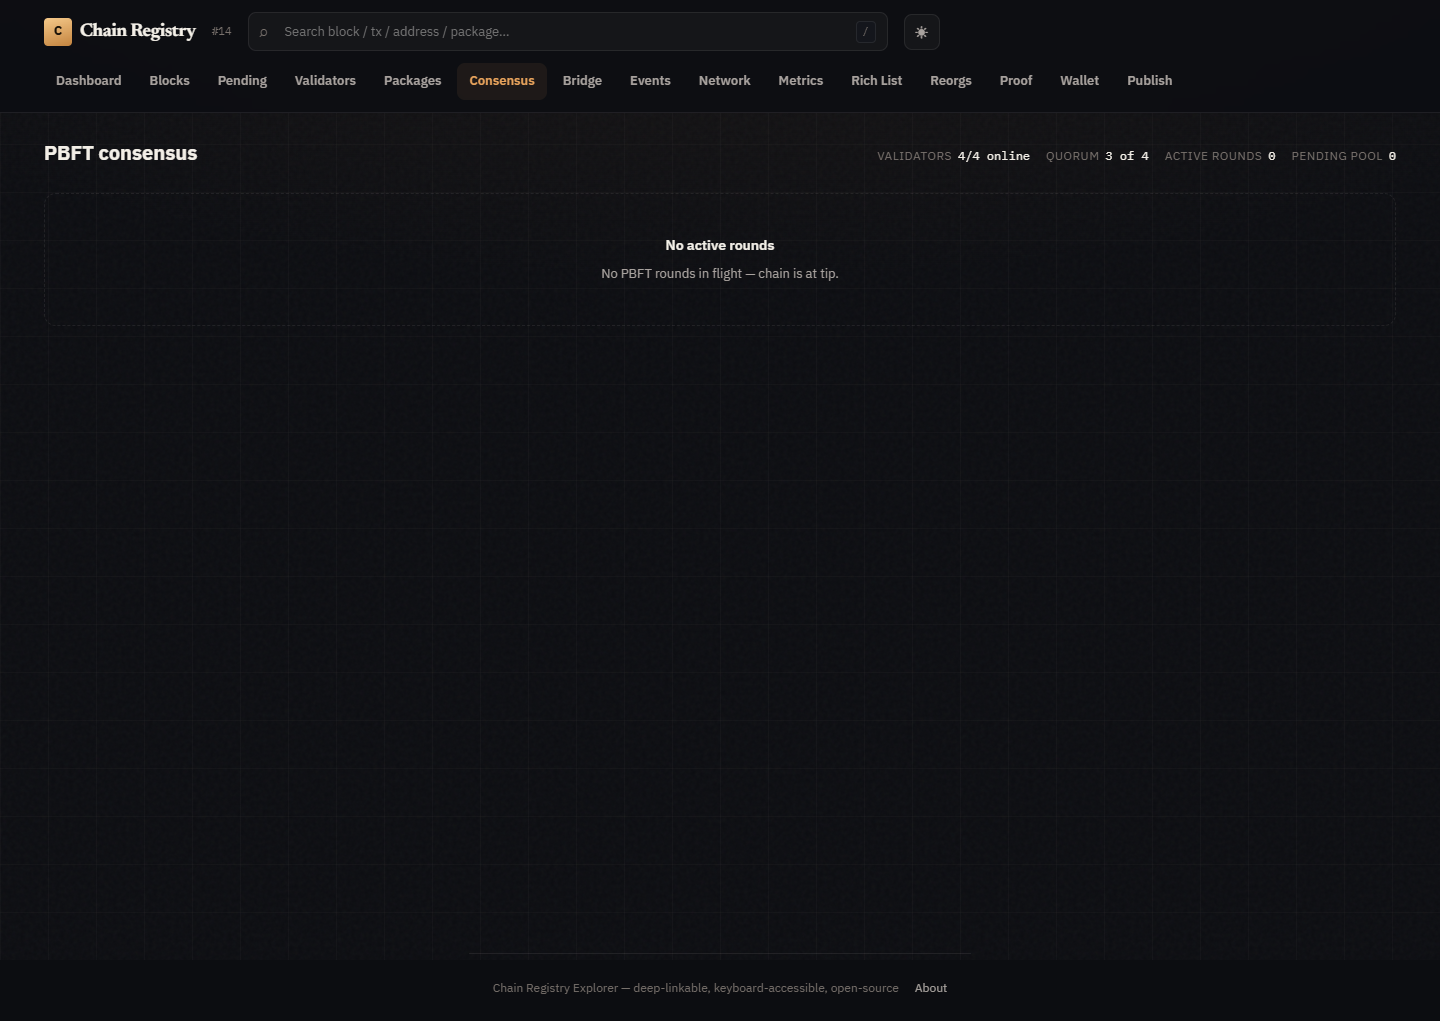 C Chain Registry #14 Search block / tx / address / package… /
Dashboard Blocks Pending Validators Packages Consensus Bridge Events Network Metrics Rich List Reorgs Proof Wallet Publish
PBFT consensus
VALIDATORS 4/4 online QUORUM 3 of 4 ACTIVE ROUNDS 0 PENDING POOL 0
No active rounds
No PBFT rounds in flight — chain is at tip.
Chain Registry Explorer — deep-linkable, keyboard-accessible, open-source About